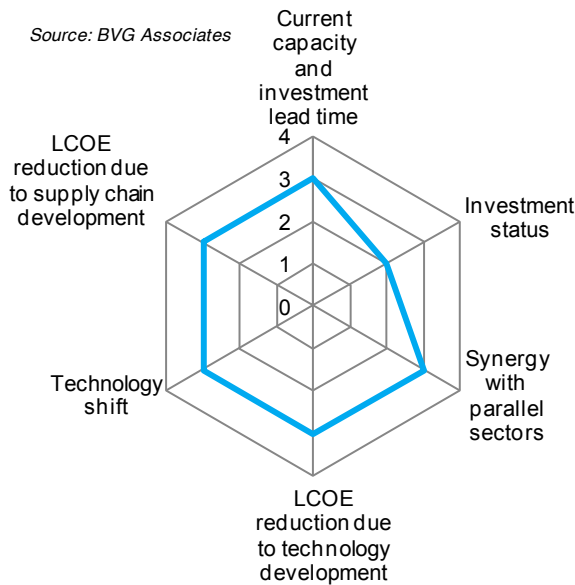 Source: BVG Associates
Current
capacity
and
investment
lead time
LCOE
reduction due
to supply chain
development
4
3
2
1
0
Investment
status
Technology
shift
Synergy
with
parallel
sectors
LCOE
reduction due
to technology
development